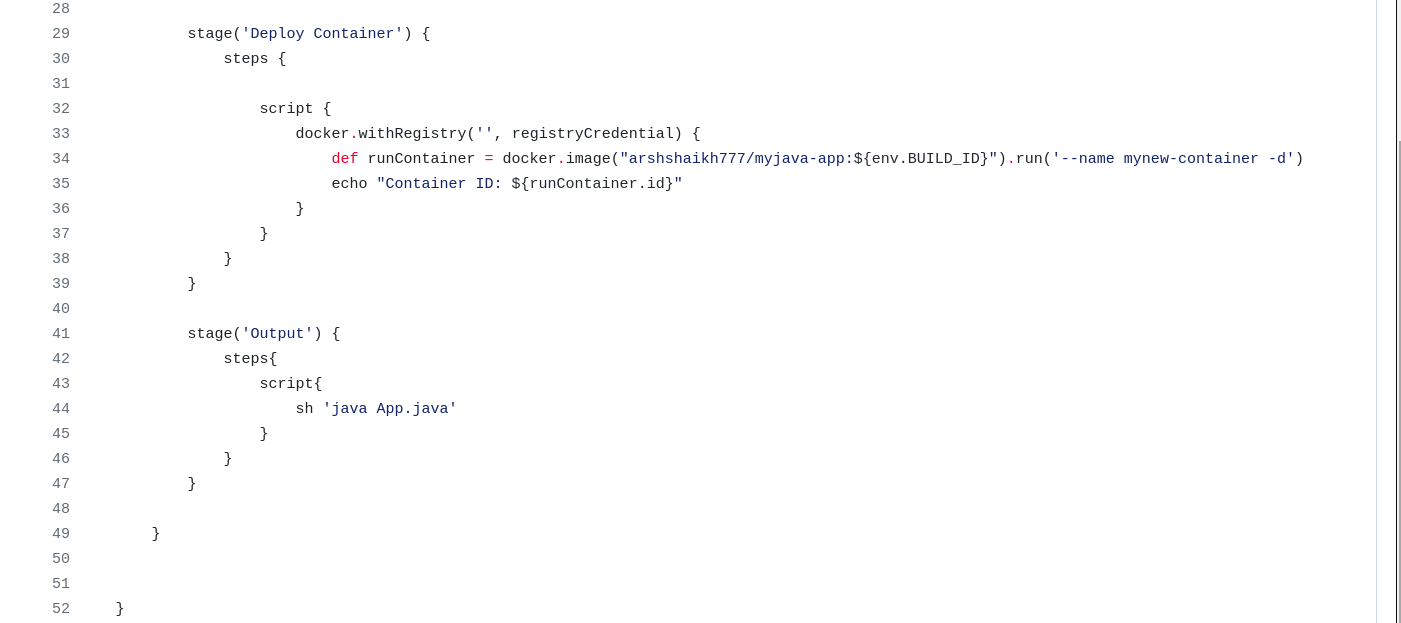 28
29             stage('Deploy Container') {
30                 steps {
31
32                     script {
33                         docker.withRegistry('', registryCredential) {
34                             def runContainer = docker.image("arshshaikh777/myjava-app:${env.BUILD_ID}").run('--name mynew-container -d')
35                             echo "Container ID: ${runContainer.id}"
36                         }
37                     }
38                 }
39             }
40
41             stage('Output') {
42                 steps{
43                     script{
44                         sh 'java App.java'
45                     }
46                 }
47             }
48
49         }
50
51
52     }